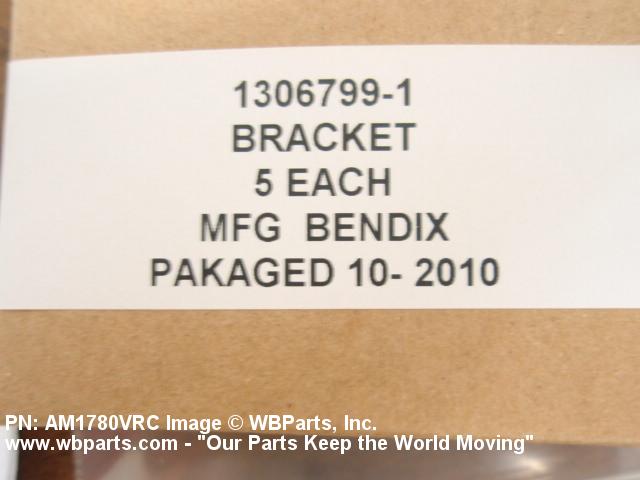 1306799-1
BRACKET
5 EACH
MFG  BENDIX
PAKAGED 10- 2010
PN: AM1780VRC Image © WBParts, Inc.
www.wbparts.com - "Our Parts Keep the World Moving"